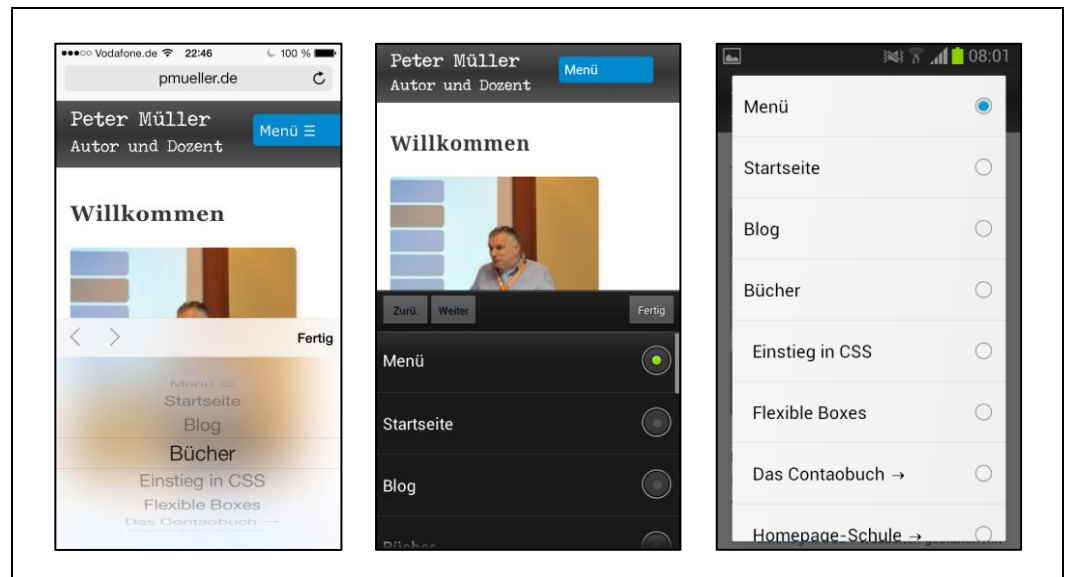 Vodafone.de 22:46 100 %
pmueller.de
Peter Müller
Autor und Dozent
Menü ☰
Willkommen
Fertig
Menü ☰
Startseite
Blog
Bücher
Einstieg in CSS
Flexible Boxes
Das Contaobuch →
Peter Müller
Autor und Dozent
Menü
Willkommen
Zurü. Weiter Fertig
Menü
Startseite
Blog
Bücher
08:01
Menü
Startseite
Blog
Bücher
Einstieg in CSS
Flexible Boxes
Das Contaobuch →
Homepage-Schule →